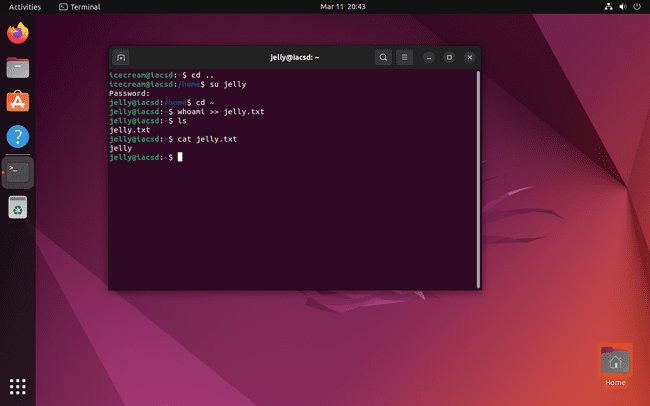 Activities
Terminal
Mar 11 20:43
jelly@iacsd: ~
icecream@iacsd:~$ cd ..
icecream@iacsd:/home$ su jelly
Password:
jelly@iacsd:/home$ cd ~
jelly@iacsd:~$ whoami >> jelly.txt
jelly@iacsd:~$ ls
jelly.txt
jelly@iacsd:~$ cat jelly.txt
jelly
jelly@iacsd:~$
Home